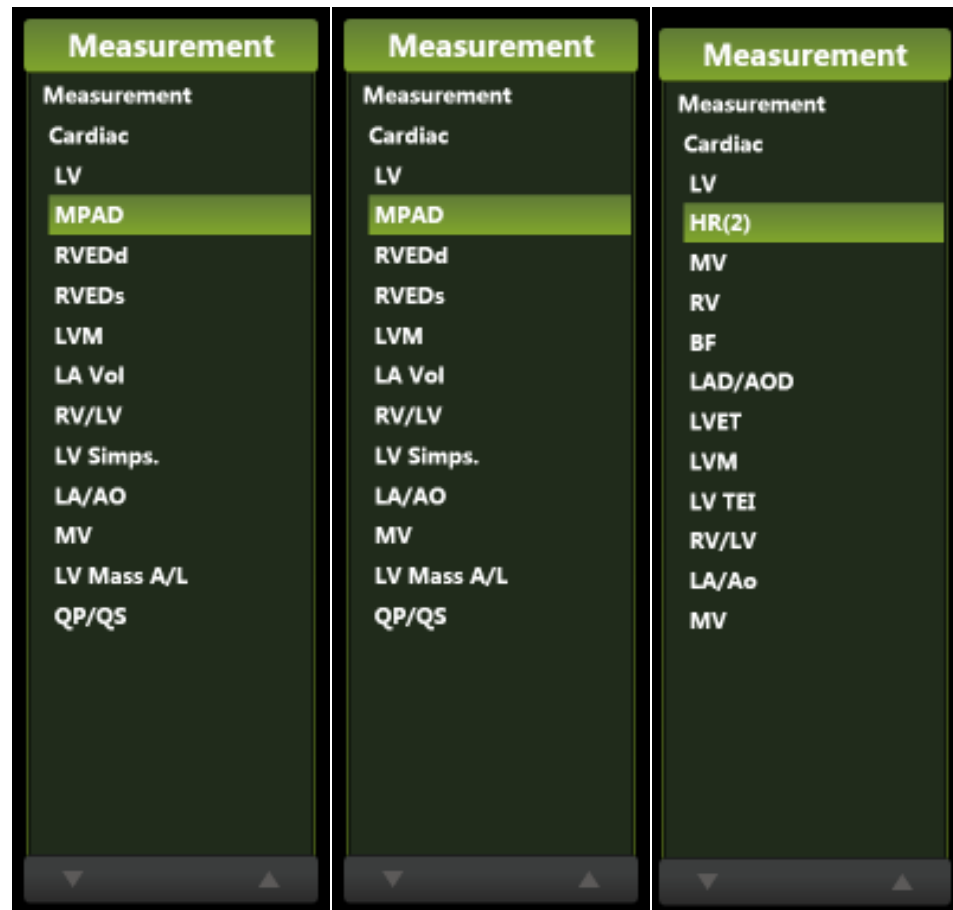 Measurement
Measurement
Cardiac
LV
MPAD
RVEDd
RVEDs
LVM
LA Vol
RV/LV
LV Simps.
LA/AO
MV
LV Mass A/L
QP/QS
Measurement
Measurement
Cardiac
LV
MPAD
RVEDd
RVEDs
LVM
LA Vol
RV/LV
LV Simps.
LA/AO
MV
LV Mass A/L
QP/QS
Measurement
Measurement
Cardiac
LV
HR(2)
MV
RV
BF
LAD/AOD
LVET
LVM
LV TEI
RV/LV
LA/Ao
MV